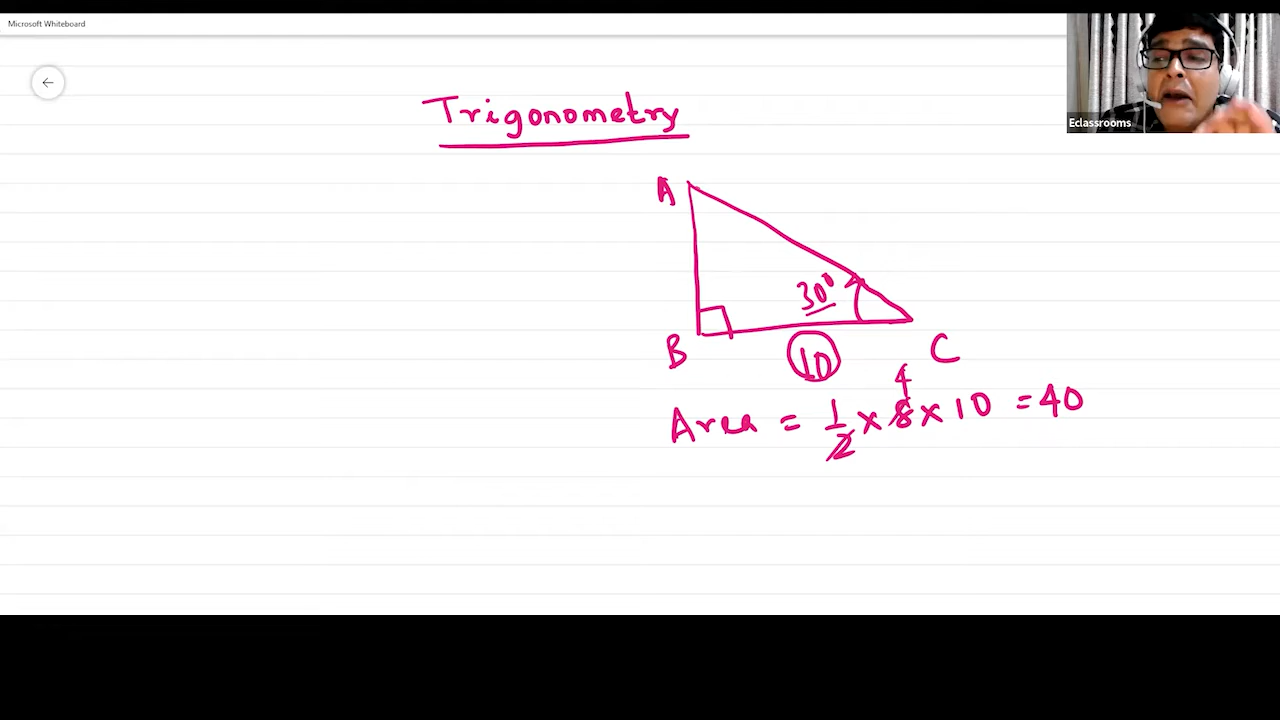 Microsoft Whiteboard
Eclassrooms
Trigonometry
A
30°
B
10
C
4
Area = 1/2 × 8 × 10 = 40